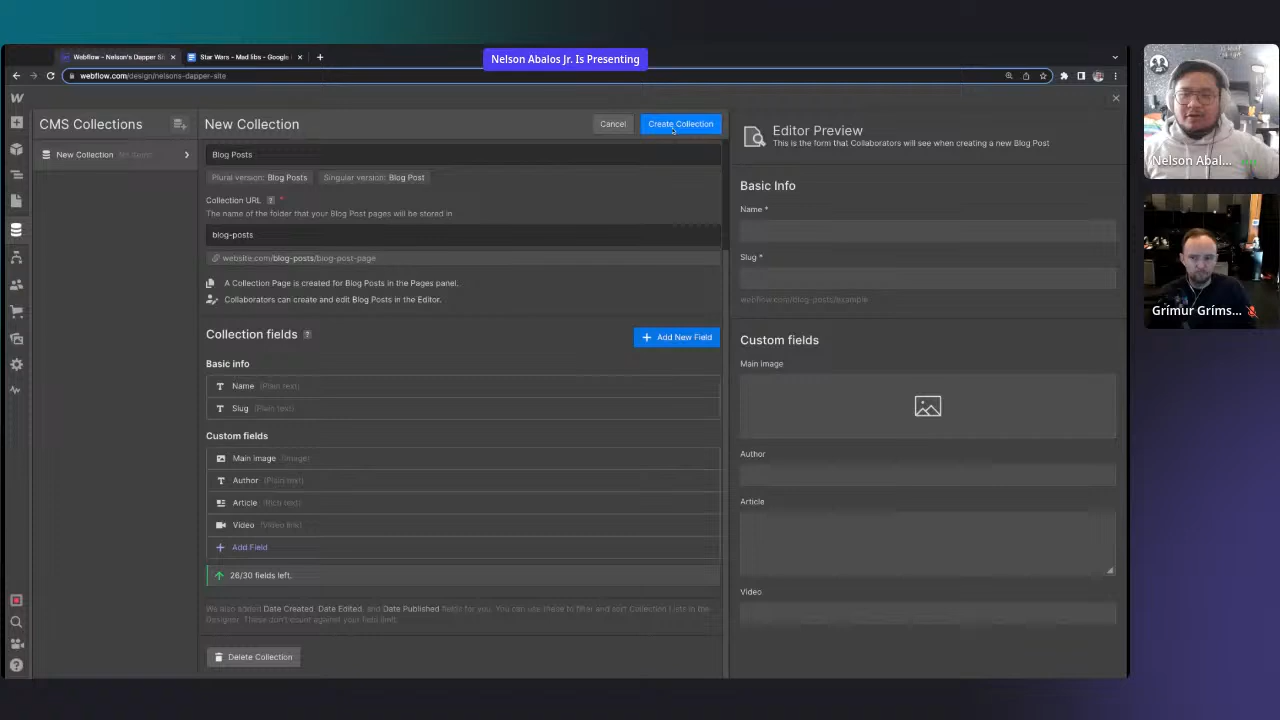 Nelson Abalos Jr. Is Presenting
Webflow - Nelson's Dapper Si
Star Wars - Mad libs - Google
webflow.com/design/nelsons-dapper-site
CMS Collections
New Collection
Cancel
Create Collection
New Collection
Blog Posts
Plural version: Blog Posts
Singular version: Blog Post
Collection URL ? *
The name of the folder that your Blog Post pages will be stored in
blog-posts
website.com/blog-posts/blog-post-page
A Collection Page is created for Blog Posts in the Pages panel.
Collaborators can create and edit Blog Posts in the Editor.
Collection fields ?
+ Add New Field
Basic info
Name (Plain text)
Slug (Plain text)
Custom fields
Main image (Image)
Author (Plain text)
Article (Rich text)
Video (Video link)
+ Add Field
26/30 fields left.
We also added Date Created, Date Edited, and Date Published fields for you. You can use these to filter and sort Collection Lists in the
Designer. These don't count against your field limit.
Delete Collection
Editor Preview
This is the form that Collaborators will see when creating a new Blog Post
Basic Info
Name *
Slug *
webflow.com/blog-posts/example
Custom fields
Main Image
Author
Article
Video
Nelson Abal...
Grímur Gríms...